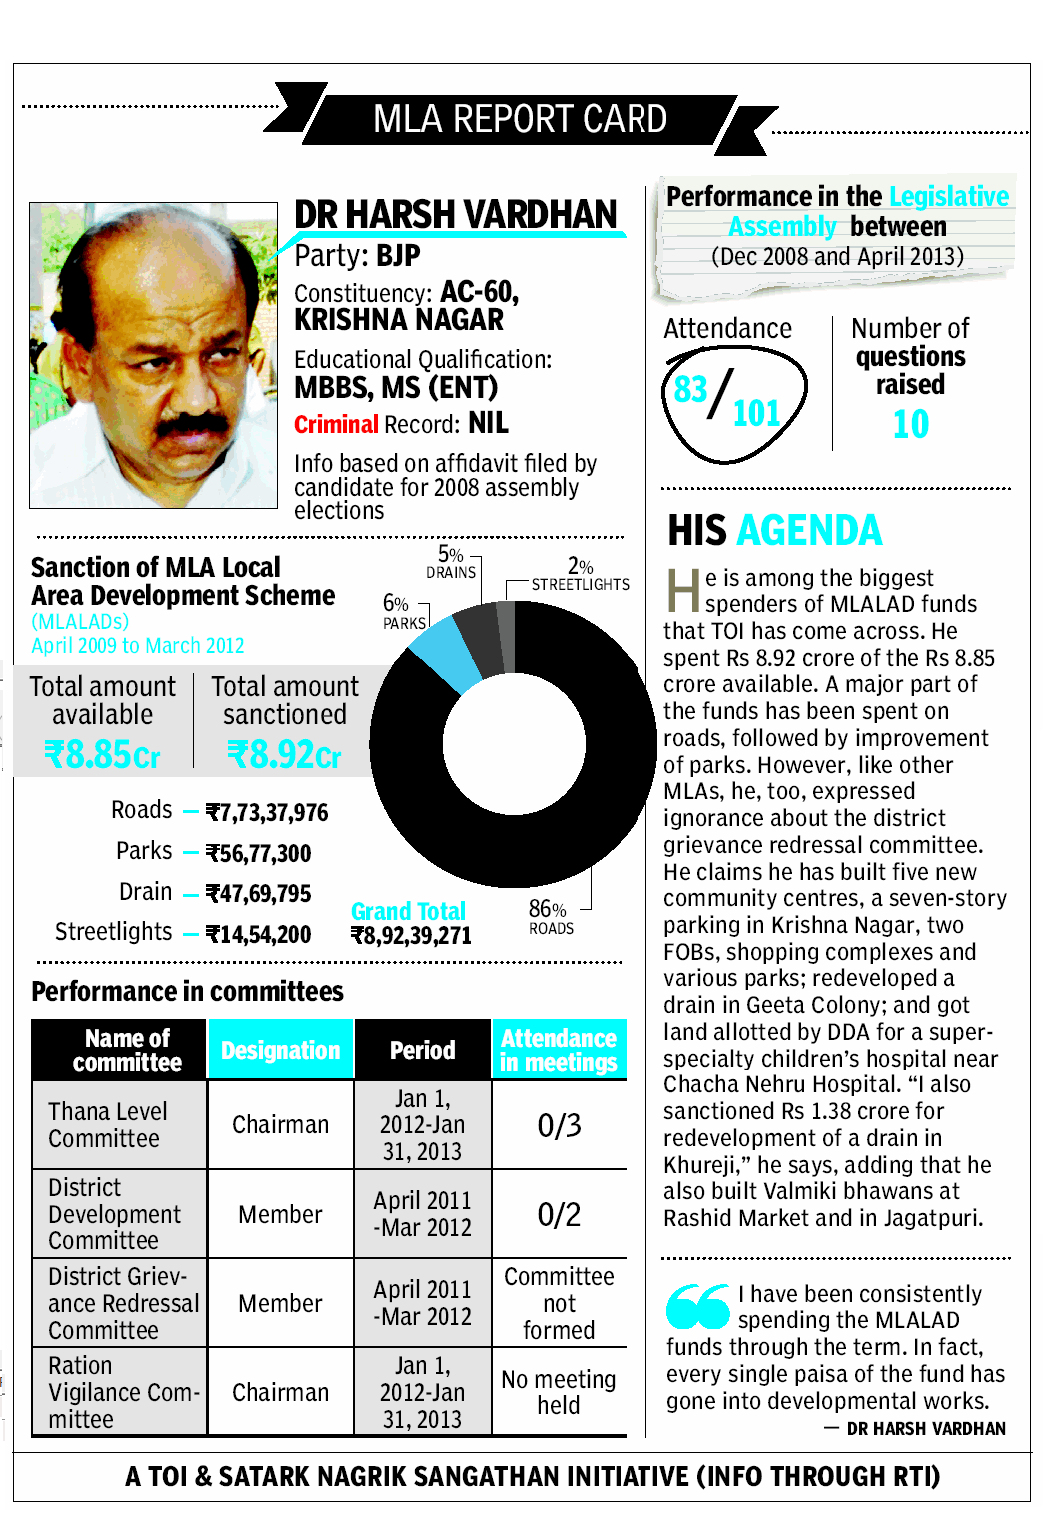 MLA REPORT CARD
DR HARSH VARDHAN
Party: BJP
Constituency: AC-60,
KRISHNA NAGAR
Educational Qualification:
MBBS, MS (ENT)
Criminal Record: NIL
Info based on affidavit filed by
candidate for 2008 assembly
elections
Sanction of MLA Local
Area Development Scheme
(MLALADs)
April 2009 to March 2012
Total amount
available
₹8.85Cr
Total amount
sanctioned
₹8.92Cr
5%
DRAINS
2%
STREETLIGHTS
6%
PARKS
86%
ROADS
Roads – ₹7,73,37,976
Parks – ₹56,77,300
Drain – ₹47,69,795
Streetlights – ₹14,54,200
Grand Total
₹8,92,39,271
Performance in committees
Name of
committee
Designation
Period
Attendance
in meetings
Thana Level
Committee
Chairman
Jan 1,
2012-Jan
31, 2013
0/3
District
Development
Committee
Member
April 2011
-Mar 2012
0/2
District Griev-
ance Redressal
Committee
Member
April 2011
-Mar 2012
Committee
not
formed
Ration
Vigilance Com-
mittee
Chairman
Jan 1,
2012-Jan
31, 2013
No meeting
held
Performance in the Legislative
Assembly between
(Dec 2008 and April 2013)
Attendance
83/101
Number of
questions
raised
10
HIS AGENDA
He is among the biggest
spenders of MLALAD funds
that TOI has come across. He
spent Rs 8.92 crore of the Rs 8.85
crore available. A major part of
the funds has been spent on
roads, followed by improvement
of parks. However, like other
MLAs, he, too, expressed
ignorance about the district
grievance redressal committee.
He claims he has built five new
community centres, a seven-story
parking in Krishna Nagar, two
FOBs, shopping complexes and
various parks; redeveloped a
drain in Geeta Colony; and got
land allotted by DDA for a super-
specialty children's hospital near
Chacha Nehru Hospital. "I also
sanctioned Rs 1.38 crore for
redevelopment of a drain in
Khureji," he says, adding that he
also built Valmiki bhawans at
Rashid Market and in Jagatpuri.
“I have been consistently
spending the MLALAD
funds through the term. In fact,
every single paisa of the fund has
gone into developmental works.
— DR HARSH VARDHAN
A TOI & SATARK NAGRIK SANGATHAN INITIATIVE (INFO THROUGH RTI)